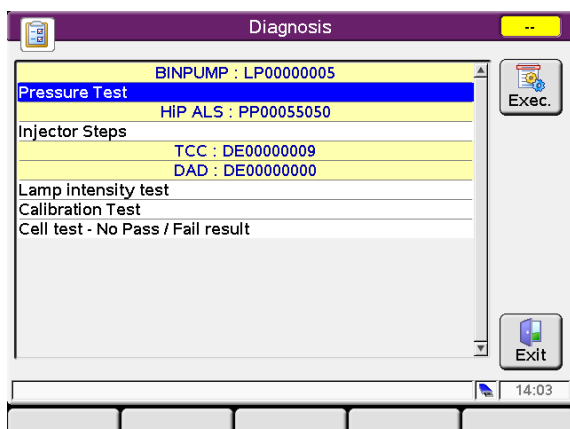 Diagnosis
--
BINPUMP : LP00000005
Pressure Test
HiP ALS : PP00055050
Injector Steps
TCC : DE00000009
DAD : DE00000000
Lamp intensity test
Calibration Test
Cell test - No Pass / Fail result
Exec.
Exit
14:03